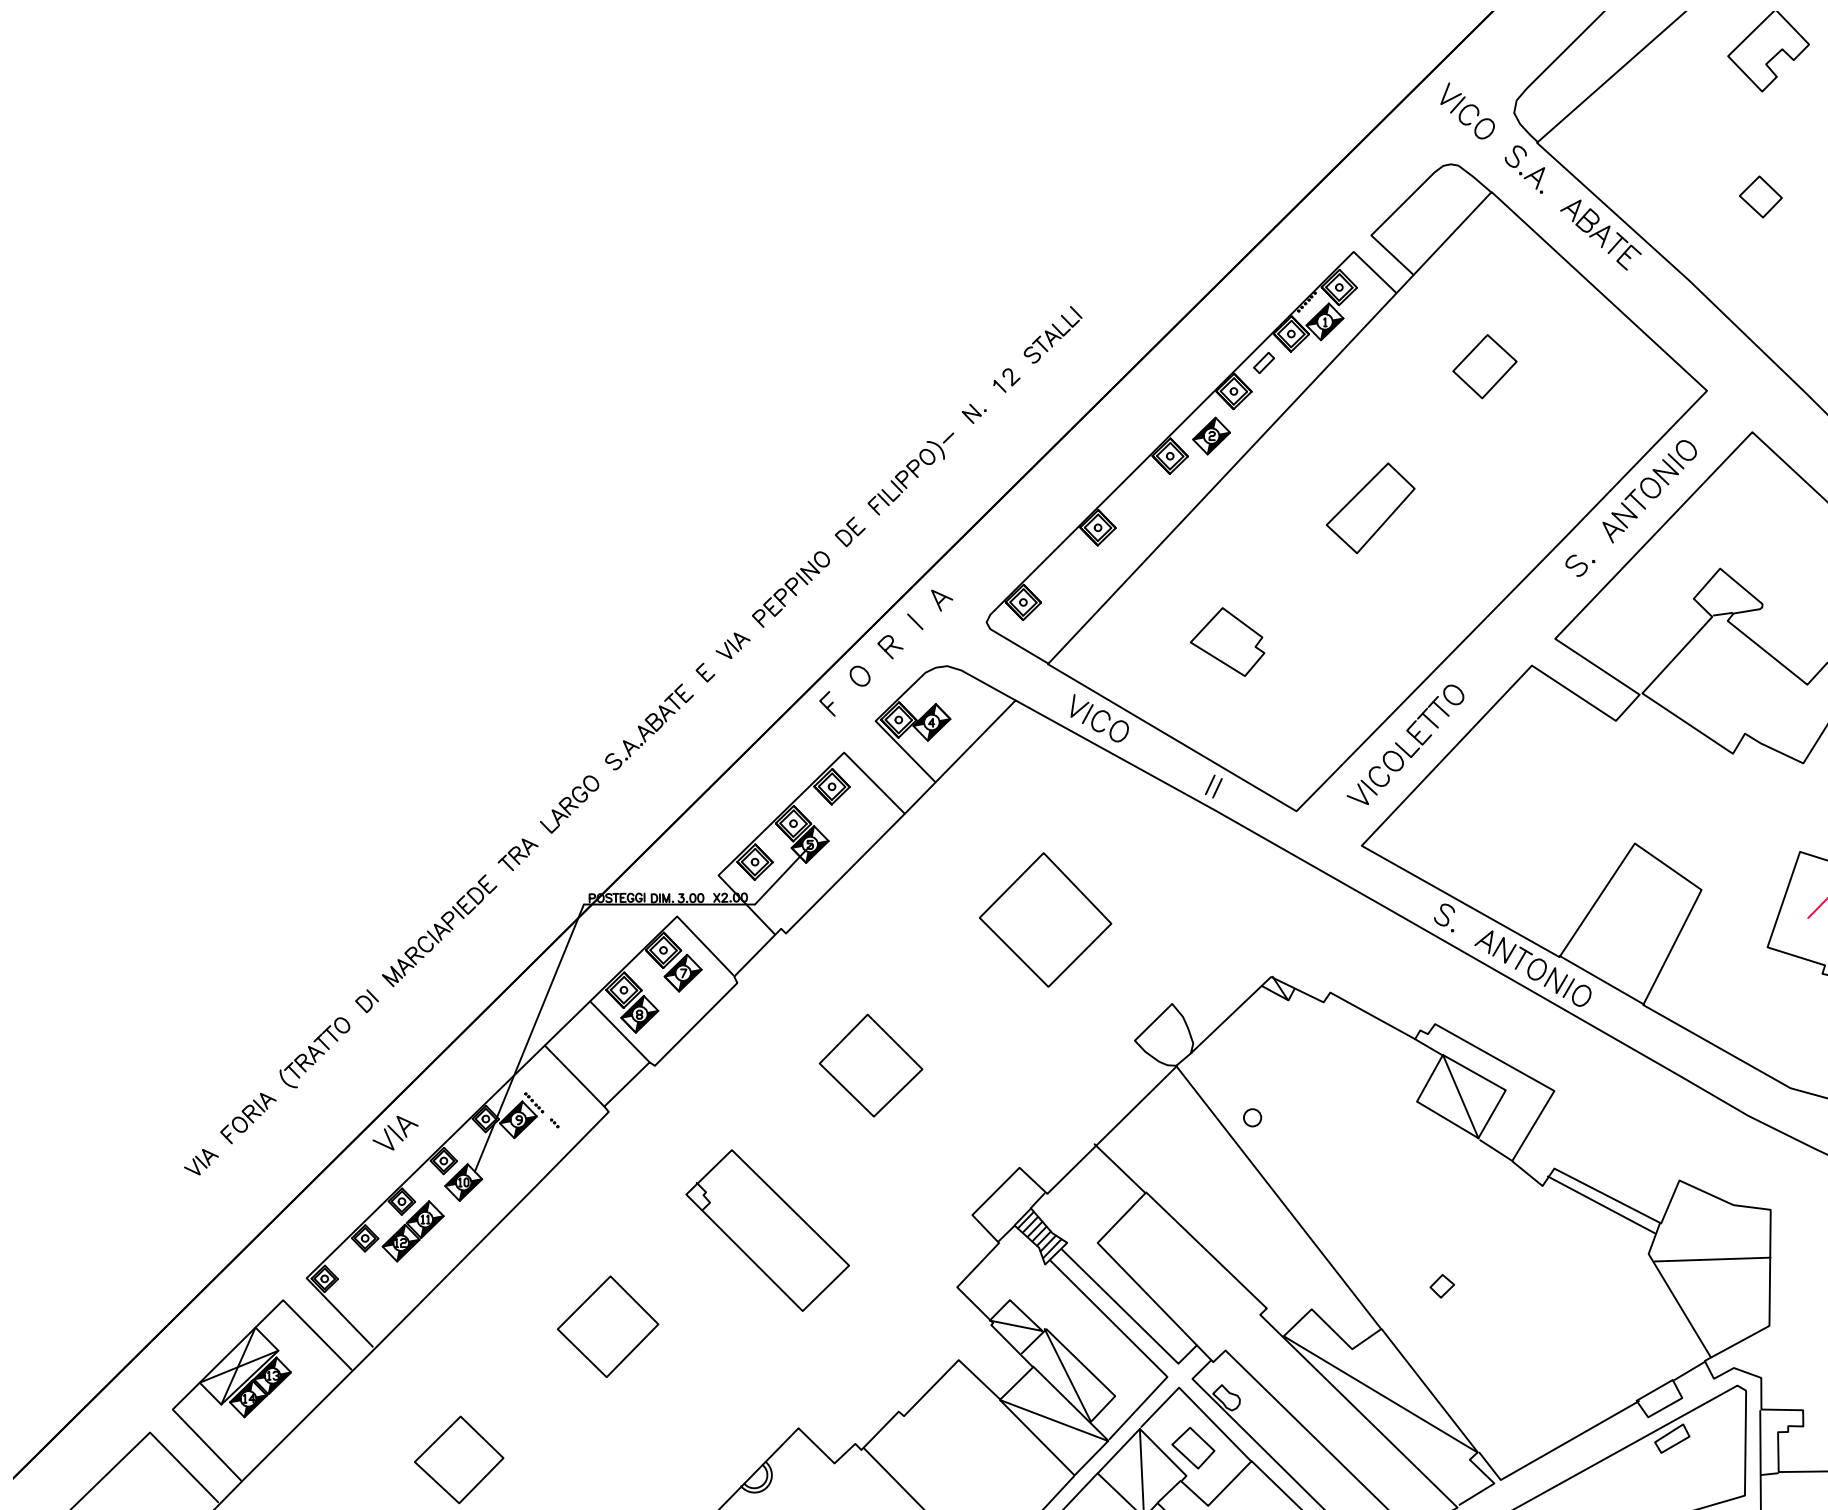 VICO S.A. ABATE
VIA FORIA (TRATTO DI MARCIAPIEDE TRA LARGO S.A.ABATE E VIA PEPPINO DE FILIPPO)– N. 12 STALLI
1
2
S. ANTONIO
VICOLETTO
FORIA
VICO
II
S. ANTONIO
4
5
POSTEGGI DIM. 3.00 X2.00
7
8
VIA
9
10
11
12
13
14